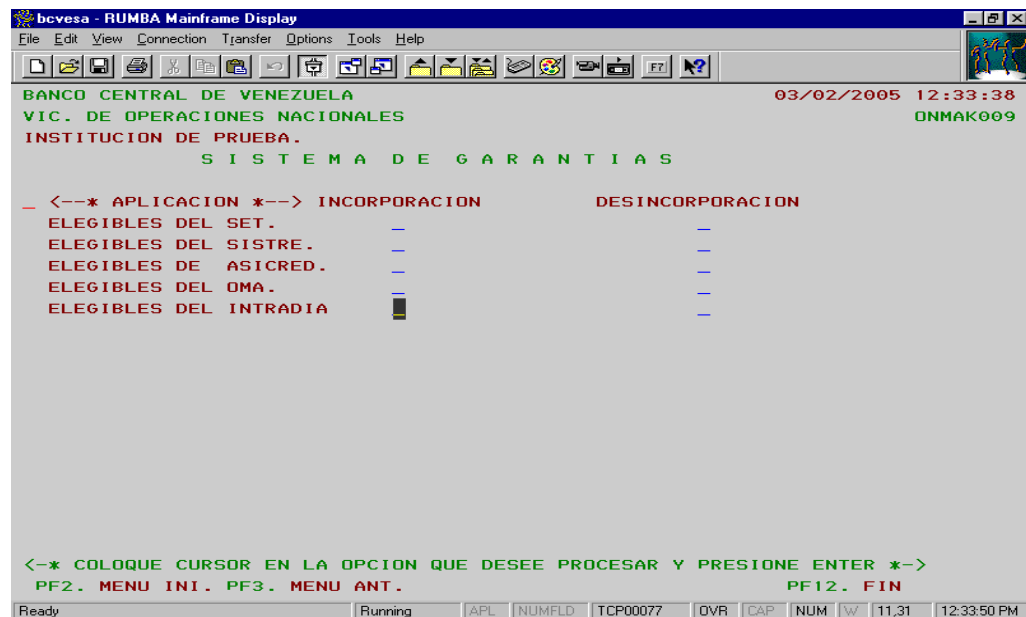 bcvesa - RUMBA Mainframe Display
File Edit View Connection Transfer Options Tools Help
F7
BANCO CENTRAL DE VENEZUELA 03/02/2005 12:33:38
VIC. DE OPERACIONES NACIONALES ONMAK009
INSTITUCION DE PRUEBA.
S I S T E M A D E G A R A N T I A S
_ <--* APLICACION *--> INCORPORACION DESINCORPORACION
ELEGIBLES DEL SET. _ _
ELEGIBLES DEL SISTRE. _ _
ELEGIBLES DE ASICRED. _ _
ELEGIBLES DEL OMA. _ _
ELEGIBLES DEL INTRADIA _ _
<-* COLOQUE CURSOR EN LA OPCION QUE DESEE PROCESAR Y PRESIONE ENTER *->
PF2. MENU INI. PF3. MENU ANT. PF12. FIN
Ready Running APL NUMFLD TCP00077 OVR CAP NUM W 11,31 12:33:50 PM